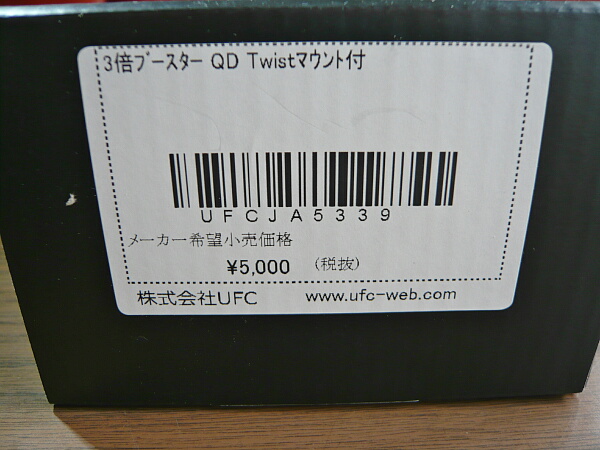 3倍ﾌﾞｰｽﾀｰ QD Twistﾏｳﾝﾄ付
UFCJA5339
メーカー希望小売価格
¥5,000 （税抜）
株式会社UFC www.ufc-web.com